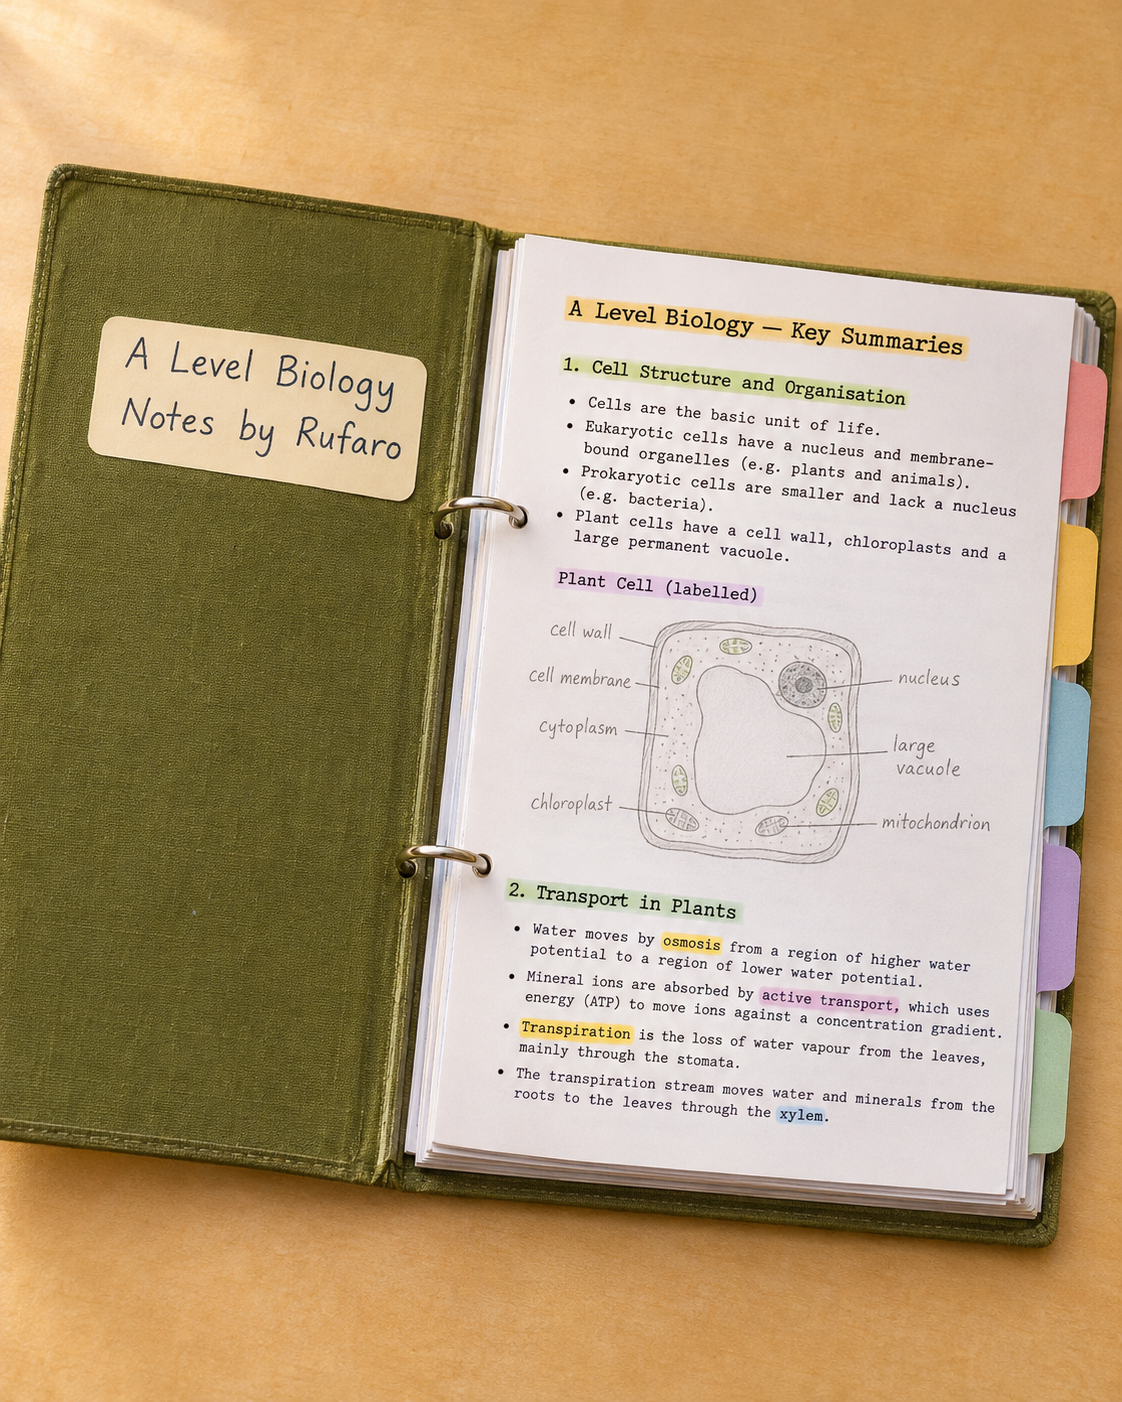 A Level Biology
Notes by Rufaro
A Level Biology — Key Summaries
1. Cell Structure and Organisation
• Cells are the basic unit of life.
• Eukaryotic cells have a nucleus and membrane-
bound organelles (e.g. plants and animals).
• Prokaryotic cells are smaller and lack a nucleus
(e.g. bacteria).
• Plant cells have a cell wall, chloroplasts and a
large permanent vacuole.
Plant Cell (labelled)
cell wall
cell membrane
cytoplasm
chloroplast
nucleus
large
vacuole
mitochondrion
2. Transport in Plants
• Water moves by osmosis from a region of higher water
potential to a region of lower water potential.
• Mineral ions are absorbed by active transport, which uses
energy (ATP) to move ions against a concentration gradient.
• Transpiration is the loss of water vapour from the leaves,
mainly through the stomata.
• The transpiration stream moves water and minerals from the
roots to the leaves through the xylem.